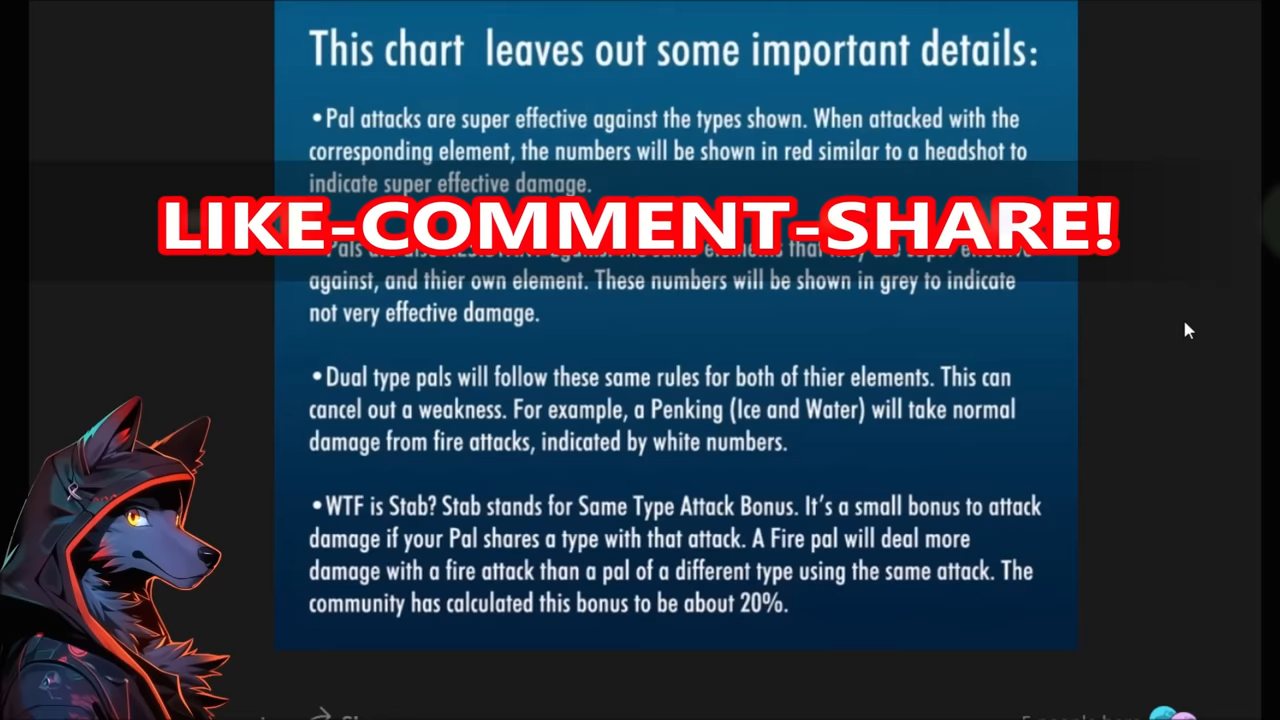 This chart leaves out some important details:
•Pal attacks are super effective against the types shown. When attacked with the
corresponding element, the numbers will be shown in red similar to a headshot to
indicate super effective damage.
LIKE-COMMENT-SHARE!
against, and thier own element. These numbers will be shown in grey to indicate
not very effective damage.
•Dual type pals will follow these same rules for both of thier elements. This can
cancel out a weakness. For example, a Penking (Ice and Water) will take normal
damage from fire attacks, indicated by white numbers.
•WTF is Stab? Stab stands for Same Type Attack Bonus. It's a small bonus to attack
damage if your Pal shares a type with that attack. A Fire pal will deal more
damage with a fire attack than a pal of a different type using the same attack. The
community has calculated this bonus to be about 20%.